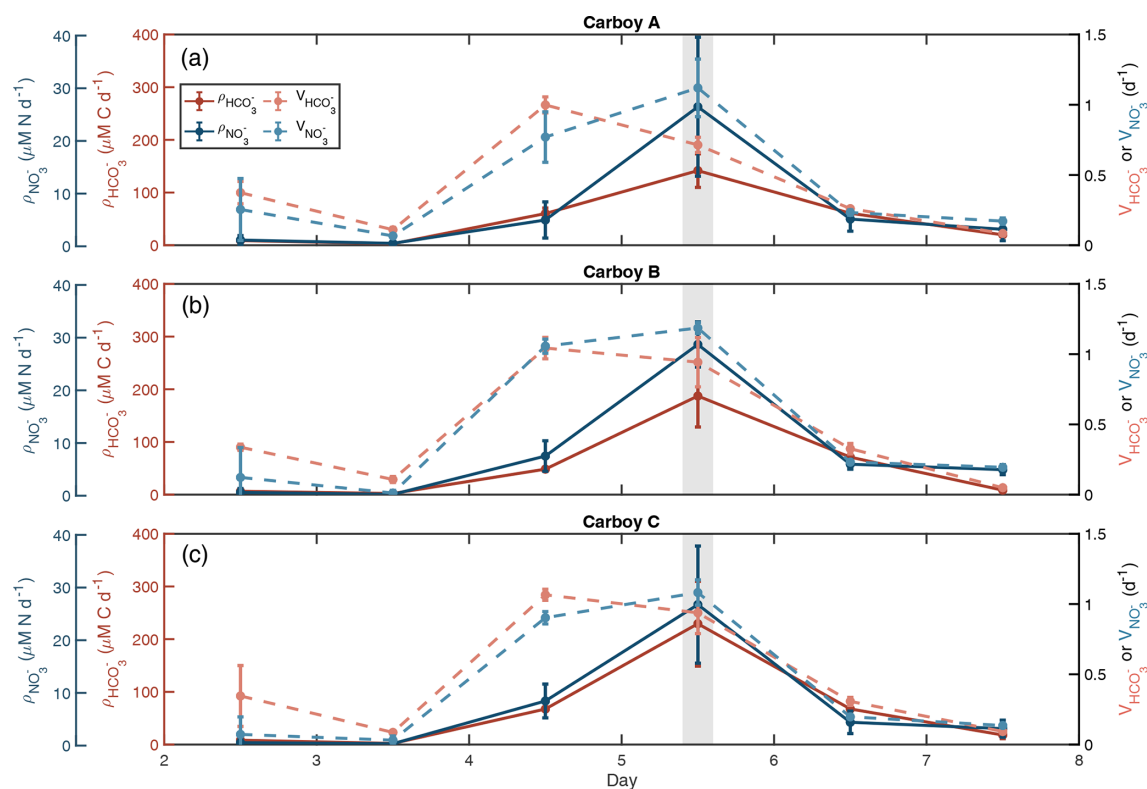 Carboy A
(a)
ρHCO₃⁻ VHCO₃⁻
ρNO₃⁻ VNO₃⁻
ρNO₃⁻ (μM N d⁻¹)
40
30
20
10
0
ρHCO₃⁻ (μM C d⁻¹)
400
300
200
100
0
1.5
1
0.5
0
VHCO₃⁻ or VNO₃⁻ (d⁻¹)
Carboy B
(b)
ρNO₃⁻ (μM N d⁻¹)
40
30
20
10
0
ρHCO₃⁻ (μM C d⁻¹)
400
300
200
100
0
1.5
1
0.5
0
VHCO₃⁻ or VNO₃⁻ (d⁻¹)
Carboy C
(c)
ρNO₃⁻ (μM N d⁻¹)
40
30
20
10
0
ρHCO₃⁻ (μM C d⁻¹)
400
300
200
100
0
1.5
1
0.5
0
VHCO₃⁻ or VNO₃⁻ (d⁻¹)
2 3 4 5 6 7 8
Day